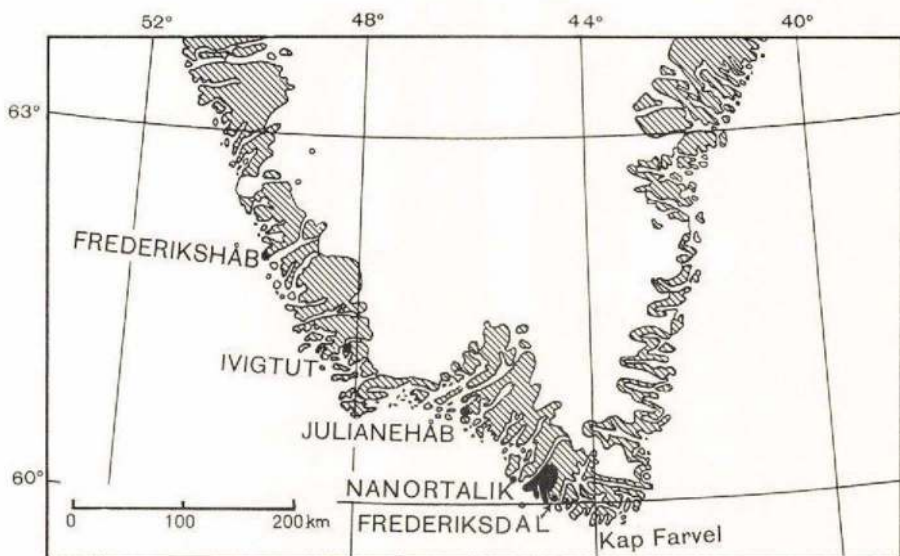 52° 48° 44° 40°
63°
FREDERIKSHÅB
IVIGTUT
JULIANEHÅB
60°
NANORTALIK
FREDERIKSDAL
Kap Farvel
0 100 200 km